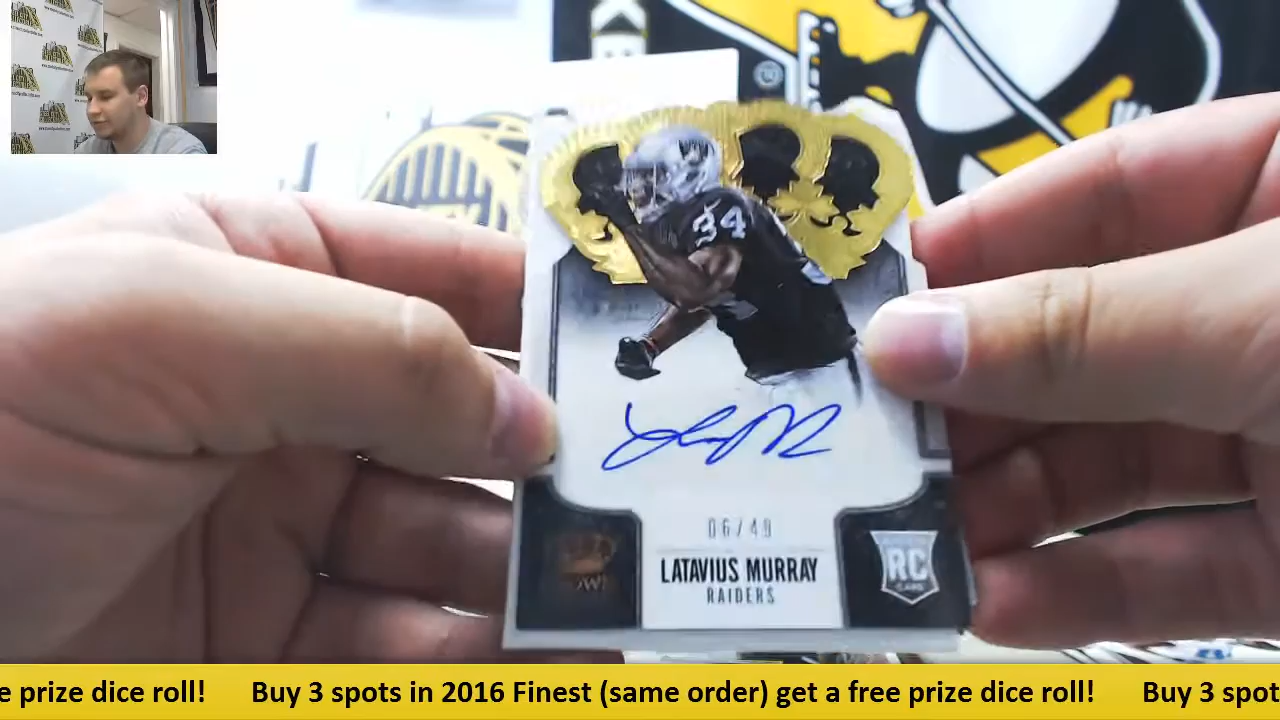 34
06/49
LATAVIUS MURRAY
RAIDERS
RC
CARD
e prize dice roll! Buy 3 spots in 2016 Finest (same order) get a free prize dice roll! Buy 3 spot